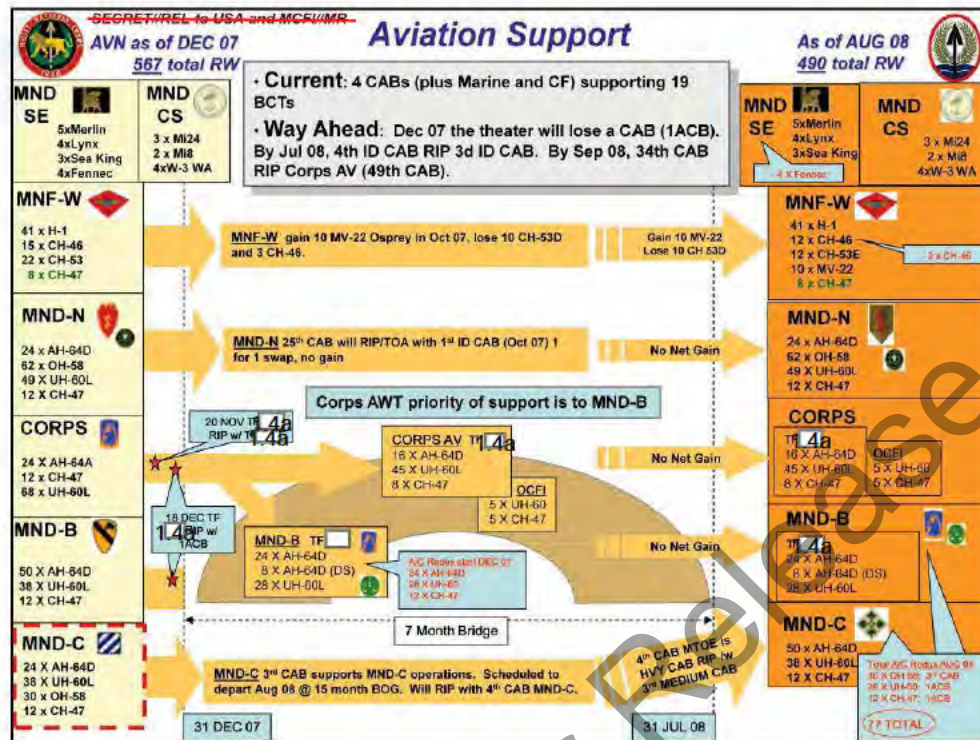 SECRET//REL to USA and MCFI//MR
AVN as of DEC 07
567 total RW
Aviation Support
As of AUG 08
490 total RW
MND
SE
5xMerlin
4xLynx
3xSea King
4xFennec
MND
CS
3 x Mi24
2 x Mi8
4xW-3 WA
· Current: 4 CABs (plus Marine and CF) supporting 19
BCTs
· Way Ahead: Dec 07 the theater will lose a CAB (1ACB).
By Jul 08, 4th ID CAB RIP 3d ID CAB. By Sep 08, 34th CAB
RIP Corps AV (49th CAB).
MND
SE
5xMerlin
4xLynx
3xSea King
- 4 X Fennec
MND
CS
3 x Mi24
2 x Mi8
4xW-3 WA
MNF-W
41 x H-1
15 x CH-46
22 x CH-53
8 x CH-47
MNF-W gain 10 MV-22 Osprey in Oct 07, lose 10 CH-53D
and 3 CH-46.
Gain 10 MV-22
Lose 10 CH 53D
MNF-W
41 x H-1
12 x CH-46
12 x CH-53E
10 x MV-22
8 x CH-47
x CH-46
MND-N
24 x AH-64D
62 x OH-58
49 X UH-60L
12 X CH-47
MND-N 25th CAB will RIP/TOA with 1st ID CAB (Oct 07) 1
for 1 swap, no gain
No Net Gain
MND-N
24 x AH-64D
62 x OH-58
49 X UH-60L
12 X CH-47
Corps AWT priority of support is to MND-B
CORPS
24 X AH-64A
12 x CH-47
68 x UH-60L
20 NOV TF 1.4a
RIP w/ 1.4a
CORPS AV TF 1.4a
16 X AH-64D
45 X UH-60L
8 X CH-47
OCFI
5 X UH-60
5 X CH-47
No Net Gain
CORPS
TF 1.4a
16 X AH-64D
45 X UH-60L
8 X CH-47
OCFI
5 X UH-60
5 X CH-47
MND-B
50 X AH-64D
38 X UH-60L
12 X CH-47
18 DEC TF
1.4a RIP w/
1ACB
MND-B TF
24 X AH-64D
8 X AH-64D (DS)
28 X UH-60L
A/C Redux start DEC 07
24 X AH-64D
28 X UH-60
12 X CH-47
No Net Gain
MND-B
TF 1.4a
24 X AH-64D
8 X AH-64D (DS)
28 X UH-60L
7 Month Bridge
MND-C
24 X AH-64D
38 X UH-60L
30 x OH-58
12 x CH-47
MND-C 3rd CAB supports MND-C operations. Scheduled to
depart Aug 08 @ 15 month BOG. Will RIP with 4th CAB MND-C.
4th CAB MTOE is
HVY CAB RIP /w
3rd MEDIUM CAB
MND-C
50 x AH-64D
38 X UH-60L
12 X CH-47
Total A/C Redux AUG 08
30 X OH-58: 3rd CAB
UH-60: 1ACB
12 X CH-47: 1ACB
77 TOTAL
31 DEC 07
31 JUL 08
Release